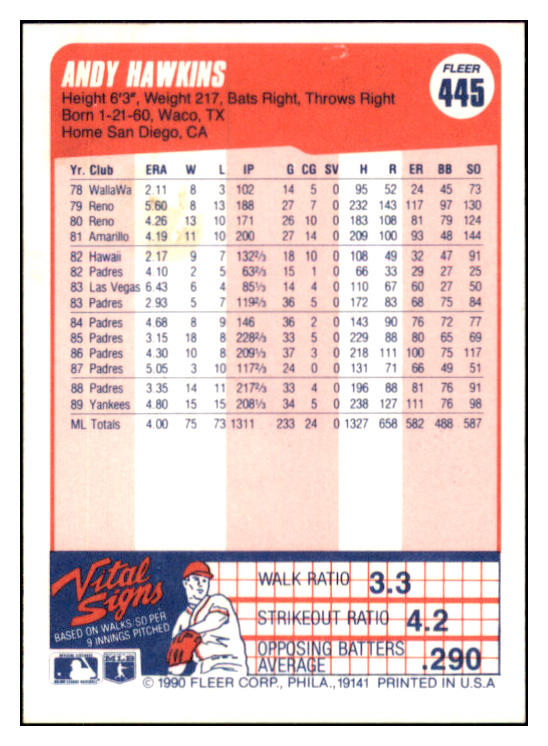 ANDY HAWKINS
FLEER
445
Height 6'3", Weight 217, Bats Right, Throws Right
Born 1-21-60, Waco, TX
Home San Diego, CA
Yr. Club ERA W L IP G CG SV H R ER BB SO
78 WallaWa 2.11 8 3 102 14 5 0 95 52 24 45 73
79 Reno 5.60 8 13 188 27 7 0 232 143 117 97 130
80 Reno 4.26 13 10 171 26 10 0 183 108 81 79 124
81 Amarillo 4.19 11 10 200 27 14 0 209 100 93 48 144
82 Hawaii 2.17 9 7 132⅔ 18 10 0 108 49 32 47 91
82 Padres 4.10 2 5 63⅔ 15 1 0 66 33 29 27 25
83 Las Vegas 6.43 6 4 85⅓ 14 4 0 110 67 60 27 50
83 Padres 2.93 5 7 119⅔ 36 5 0 172 83 68 75 84
84 Padres 4.68 8 9 146 36 2 0 143 90 76 72 77
85 Padres 3.15 18 8 228⅔ 33 5 0 229 88 80 65 69
86 Padres 4.30 10 8 209⅓ 37 3 0 218 111 100 75 117
87 Padres 5.05 3 10 117⅔ 24 0 0 131 71 66 49 51
88 Padres 3.35 14 11 217⅔ 33 4 0 196 88 81 76 91
89 Yankees 4.80 15 15 208⅓ 34 5 0 238 127 111 76 98
ML Totals 4.00 75 73 1311 233 24 0 1327 658 582 488 587
Vital Signs
BASED ON WALKS/SO PER
9 INNINGS PITCHED
WALK RATIO 3.3
STRIKEOUT RATIO 4.2
OPPOSING BATTERS
AVERAGE .290
MLB
© 1990 FLEER CORP., PHILA., 19141 PRINTED IN U.S.A